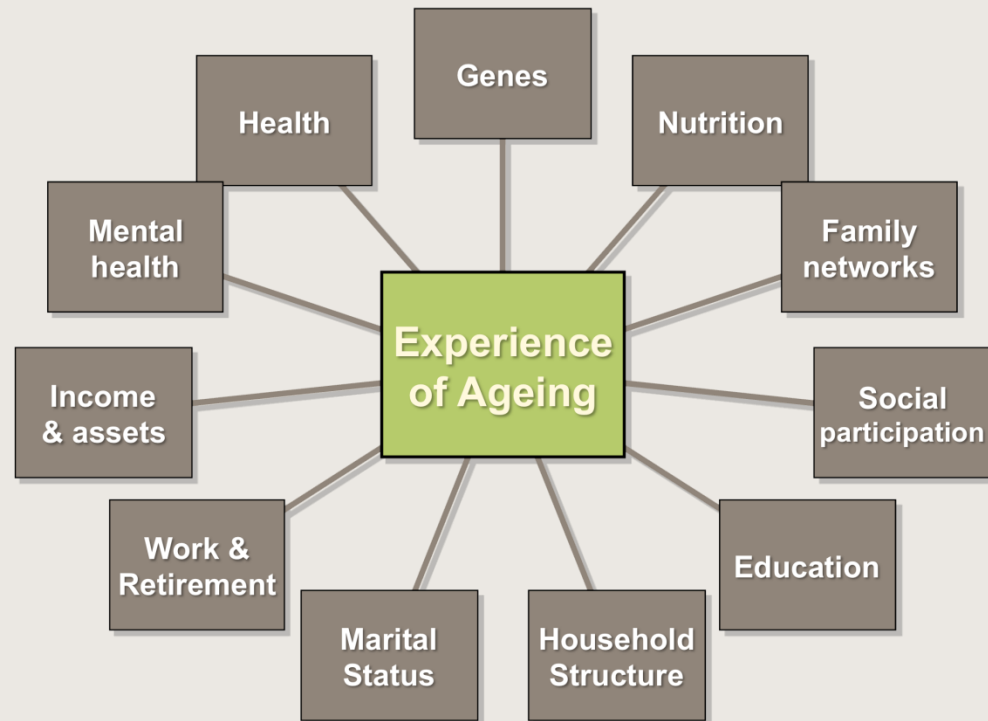 Genes
Health
Nutrition
Mental
health
Family
networks
Experience
of Ageing
Income
& assets
Social
participation
Work &
Retirement
Education
Marital
Status
Household
Structure